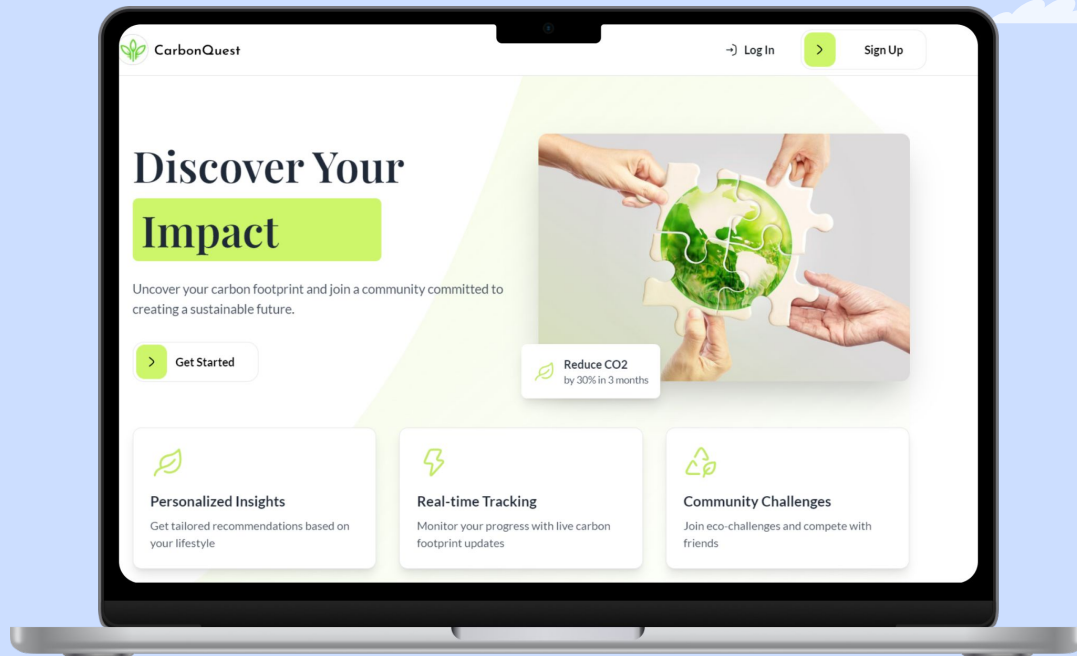 CarbonQuest
Log In
Sign Up
Discover Your
Impact
Uncover your carbon footprint and join a community committed to
creating a sustainable future.
Get Started
Reduce CO2
by 30% in 3 months
Personalized Insights
Get tailored recommendations based on
your lifestyle
Real-time Tracking
Monitor your progress with live carbon
footprint updates
Community Challenges
Join eco-challenges and compete with
friends